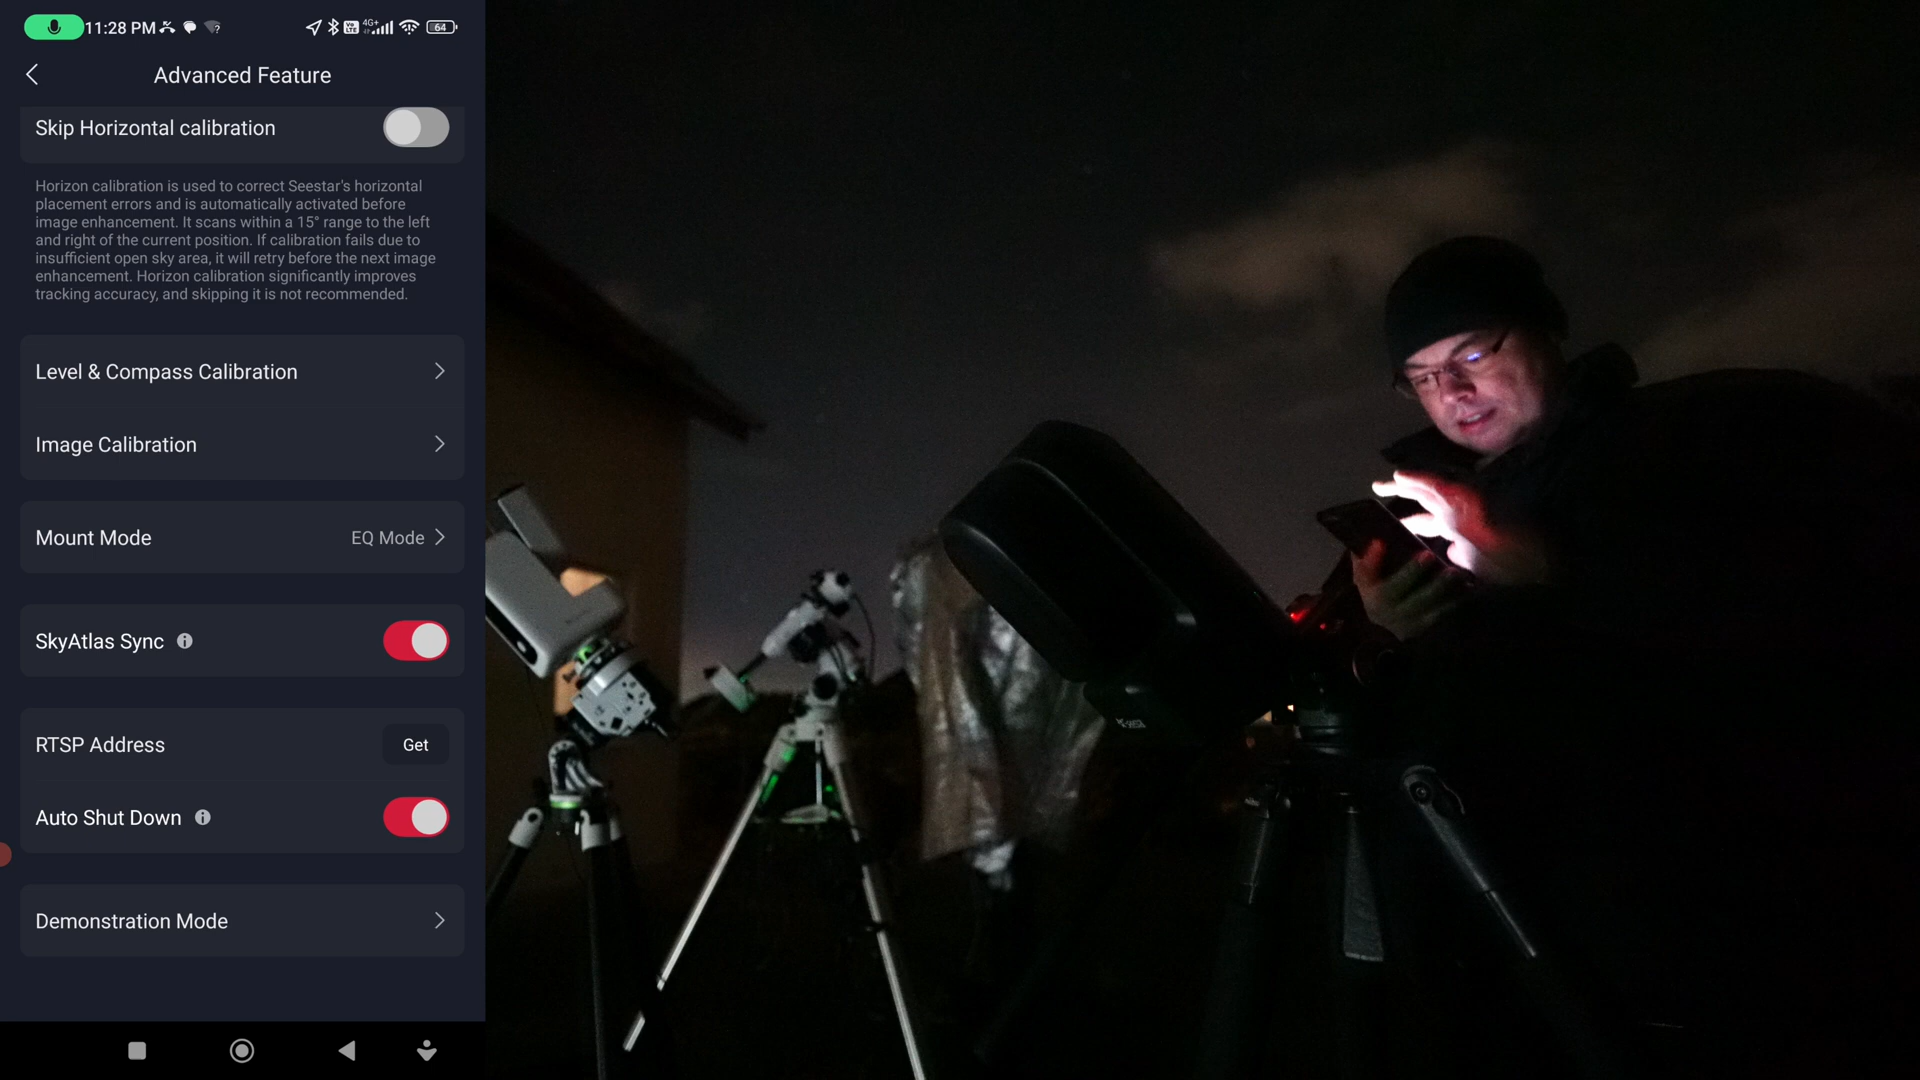 11:28 PM
4G+
Vo
LTE
64
Advanced Feature
Skip Horizontal calibration
Horizon calibration is used to correct Seestar's horizontal
placement errors and is automatically activated before
image enhancement. It scans within a 15° range to the left
and right of the current position. If calibration fails due to
insufficient open sky area, it will retry before the next image
enhancement. Horizon calibration significantly improves
tracking accuracy, and skipping it is not recommended.
Level & Compass Calibration
Image Calibration
Mount Mode EQ Mode
SkyAtlas Sync
RTSP Address Get
Auto Shut Down
Demonstration Mode